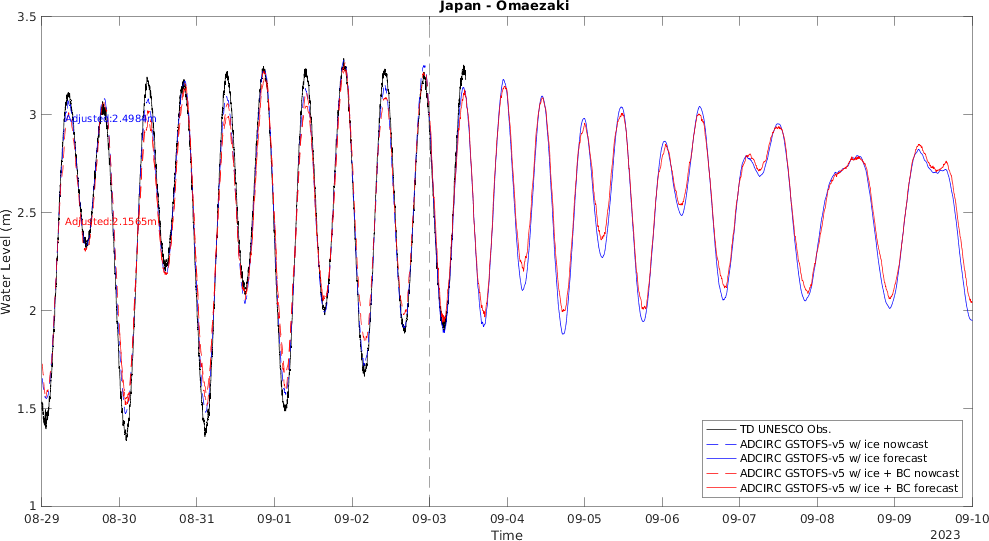 Japan - Omaezaki
3.5
3
2.5
2
1.5
1
Water Level (m)
Adjusted:2.4984m
Adjusted:2.1565m
TD UNESCO Obs.
ADCIRC GSTOFS-v5 w/ ice nowcast
ADCIRC GSTOFS-v5 w/ ice forecast
ADCIRC GSTOFS-v5 w/ ice + BC nowcast
ADCIRC GSTOFS-v5 w/ ice + BC forecast
08-29 08-30 08-31 09-01 09-02 09-03 09-04 09-05 09-06 09-07 09-08 09-09 09-10
Time
2023